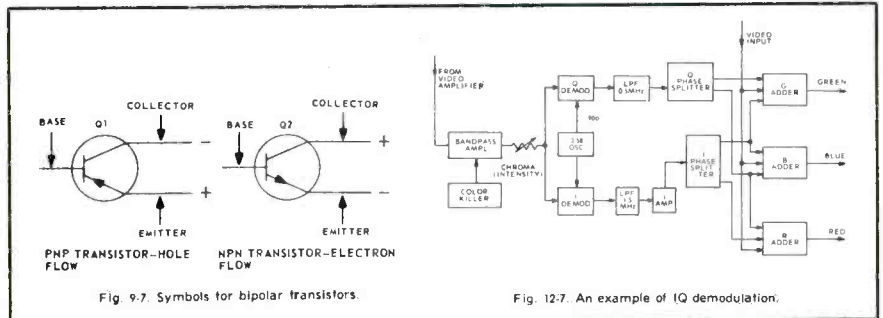 Q1
COLLECTOR
BASE
−
+
EMITTER
PNP TRANSISTOR–HOLE
FLOW
Q2
COLLECTOR
BASE
+
−
EMITTER
NPN TRANSISTOR–ELECTRON
FLOW
Fig. 9-7. Symbols for bipolar transistors.
FROM
VIDEO
AMPLIFIER
BANDPASS
AMPL
COLOR
KILLER
CHROMA
(INTENSITY)
Q
DEMOD
LPF
0.5MHz
Q
PHASE
SPLITTER
VIDEO
INPUT
G
ADDER
GREEN
3.58
OSC
I
DEMOD
LPF
1.5
MHz
I
AMP
I
PHASE
SPLIT
TER
B
ADDER
BLUE
R
ADDER
RED
Fig. 12-7. An example of IQ demodulation.